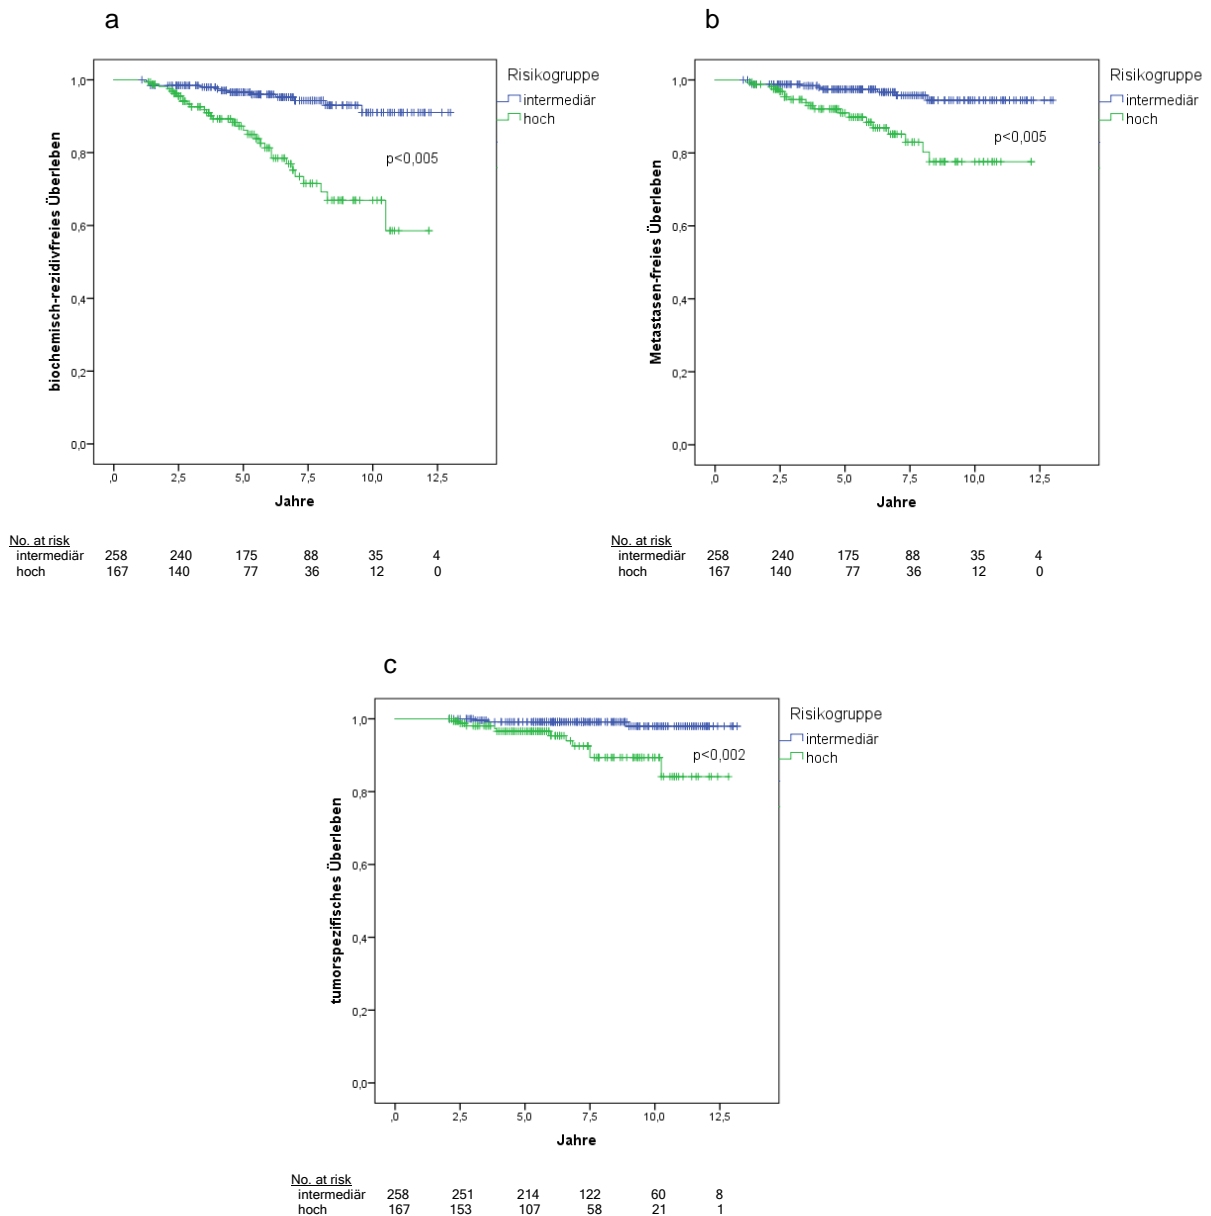 a
1,0
0,8
0,6
0,4
0,2
0,0
biochemisch-rezidivfreies Überleben
Risikogruppe
intermediär
hoch
p<0,005
,0 2,5 5,0 7,5 10,0 12,5
Jahre
No. at risk
intermediär 258 240 175 88 35 4
hoch 167 140 77 36 12 0
b
1,0
0,8
0,6
0,4
0,2
0,0
Metastasen-freies Überleben
Risikogruppe
intermediär
hoch
p<0,005
,0 2,5 5,0 7,5 10,0 12,5
Jahre
No. at risk
intermediär 258 240 175 88 35 4
hoch 167 140 77 36 12 0
c
1,0
0,8
0,6
0,4
0,2
0,0
tumorspezifisches Überleben
Risikogruppe
intermediär
hoch
p<0,002
,0 2,5 5,0 7,5 10,0 12,5
Jahre
No. at risk
intermediär 258 251 214 122 60 8
hoch 167 153 107 58 21 1